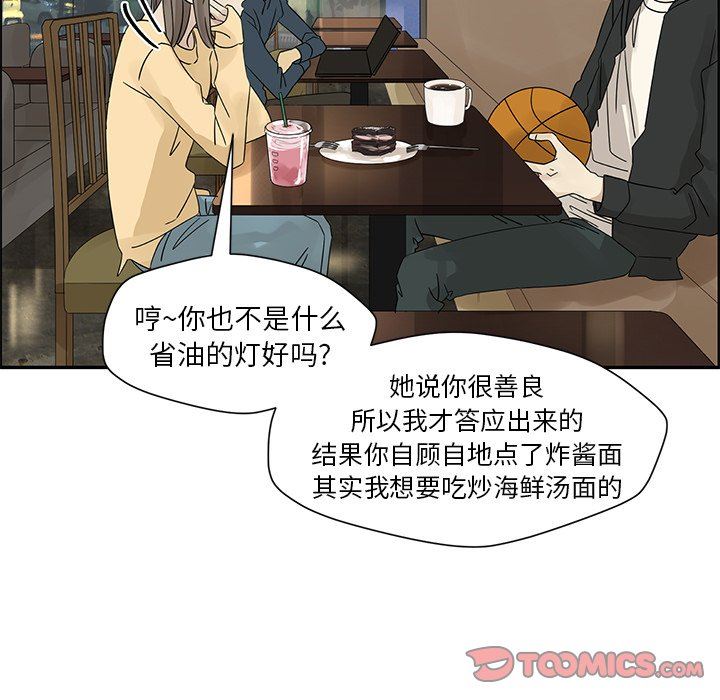 哼~你也不是什么
省油的灯好吗?
她说你很善良
所以我才答应出来的
结果你自顾自地点了炸酱面
其实我想要吃炒海鲜汤面的
TOOMICS.COM